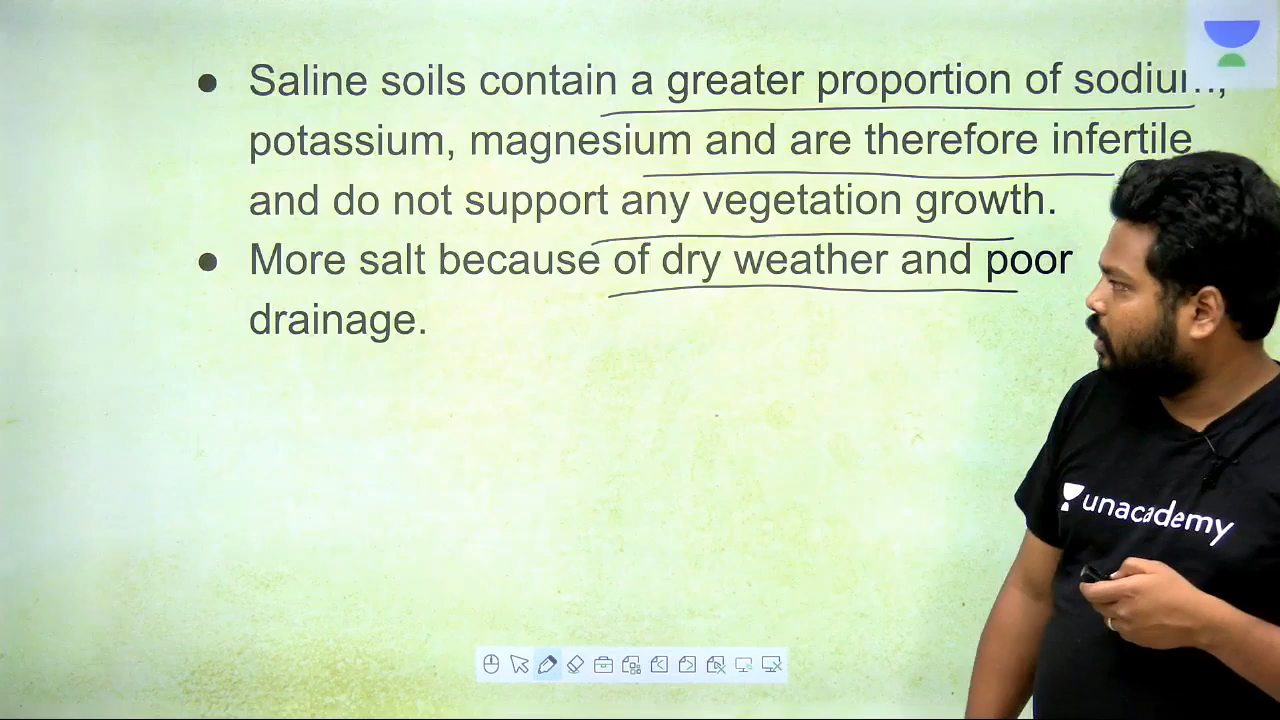 ● Saline soils contain a greater proportion of sodium,
potassium, magnesium and are therefore infertile
and do not support any vegetation growth.
● More salt because of dry weather and poor
drainage.
unacademy